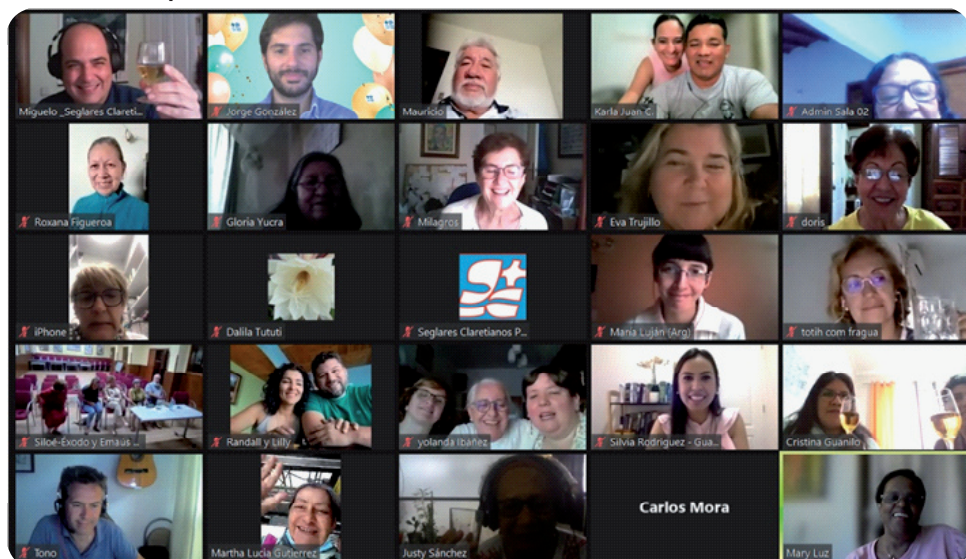 Miguelo _Seglares Clareti...
Jorge González
Mauricio
Karla Juan C.
Admin Sala 02
Roxana Figueroa
Gloria Yucra
Milagros
Eva Trujillo
doris
iPhone
Dalila Tututi
Seglares Claretianos P...
María Luján (Arg)
totih com fragua
Siloé-Éxodo y Emaús ...
Randall y Lilly
yolanda Ibáñez
Silvia Rodriguez - Gua...
Cristina Guanilo
Tono
Martha Lucia Gutierrez
Justy Sánchez
Carlos Mora
Mary Luz